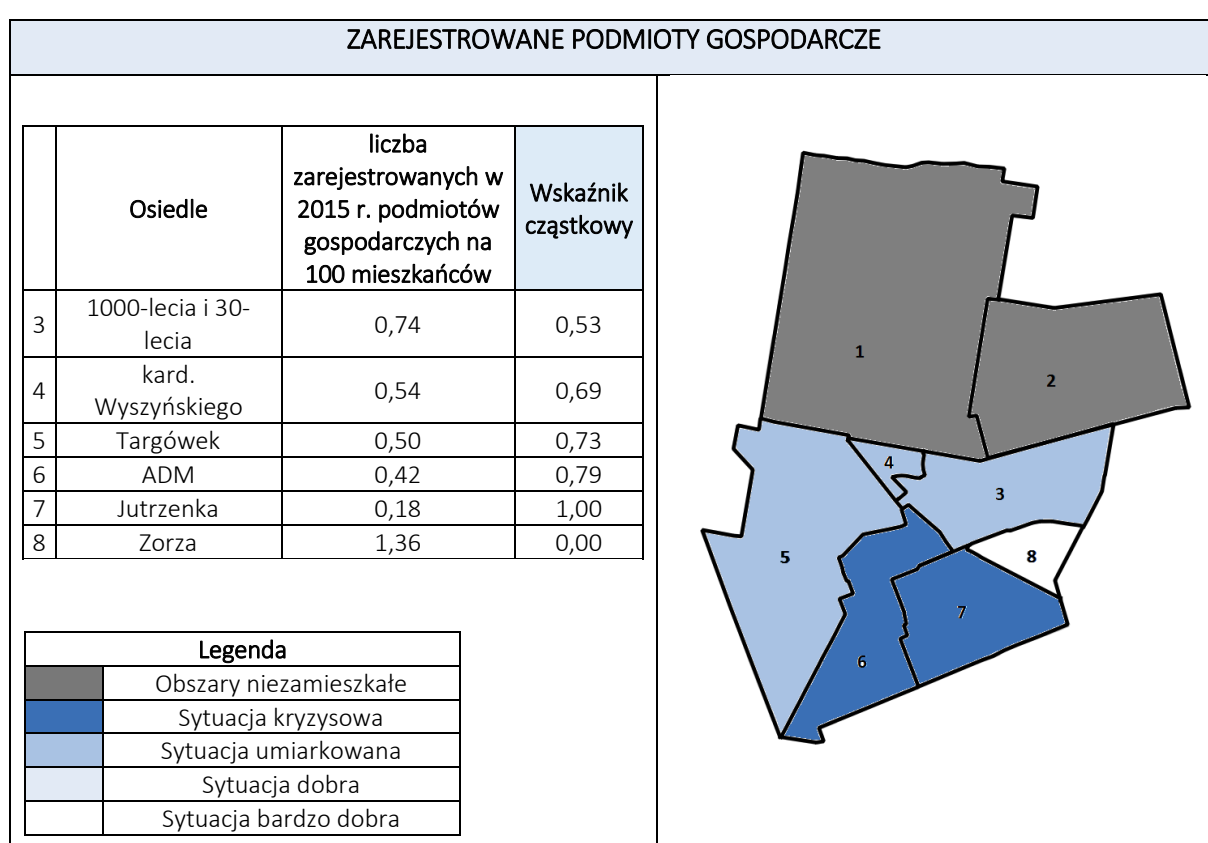 ZAREJESTROWANE PODMIOTY GOSPODARCZE
Osiedle
liczba
zarejestrowanych w
2015 r. podmiotów
gospodarczych na
100 mieszkańców
Wskaźnik
cząstkowy
3
1000-lecia i 30-
lecia
0,74
0,53
4
kard.
Wyszyńskiego
0,54
0,69
5
Targówek
0,50
0,73
6
ADM
0,42
0,79
7
Jutrzenka
0,18
1,00
8
Zorza
1,36
0,00
Legenda
Obszary niezamieszkałe
Sytuacja kryzysowa
Sytuacja umiarkowana
Sytuacja dobra
Sytuacja bardzo dobra
1
2
4
3
5
8
7
6